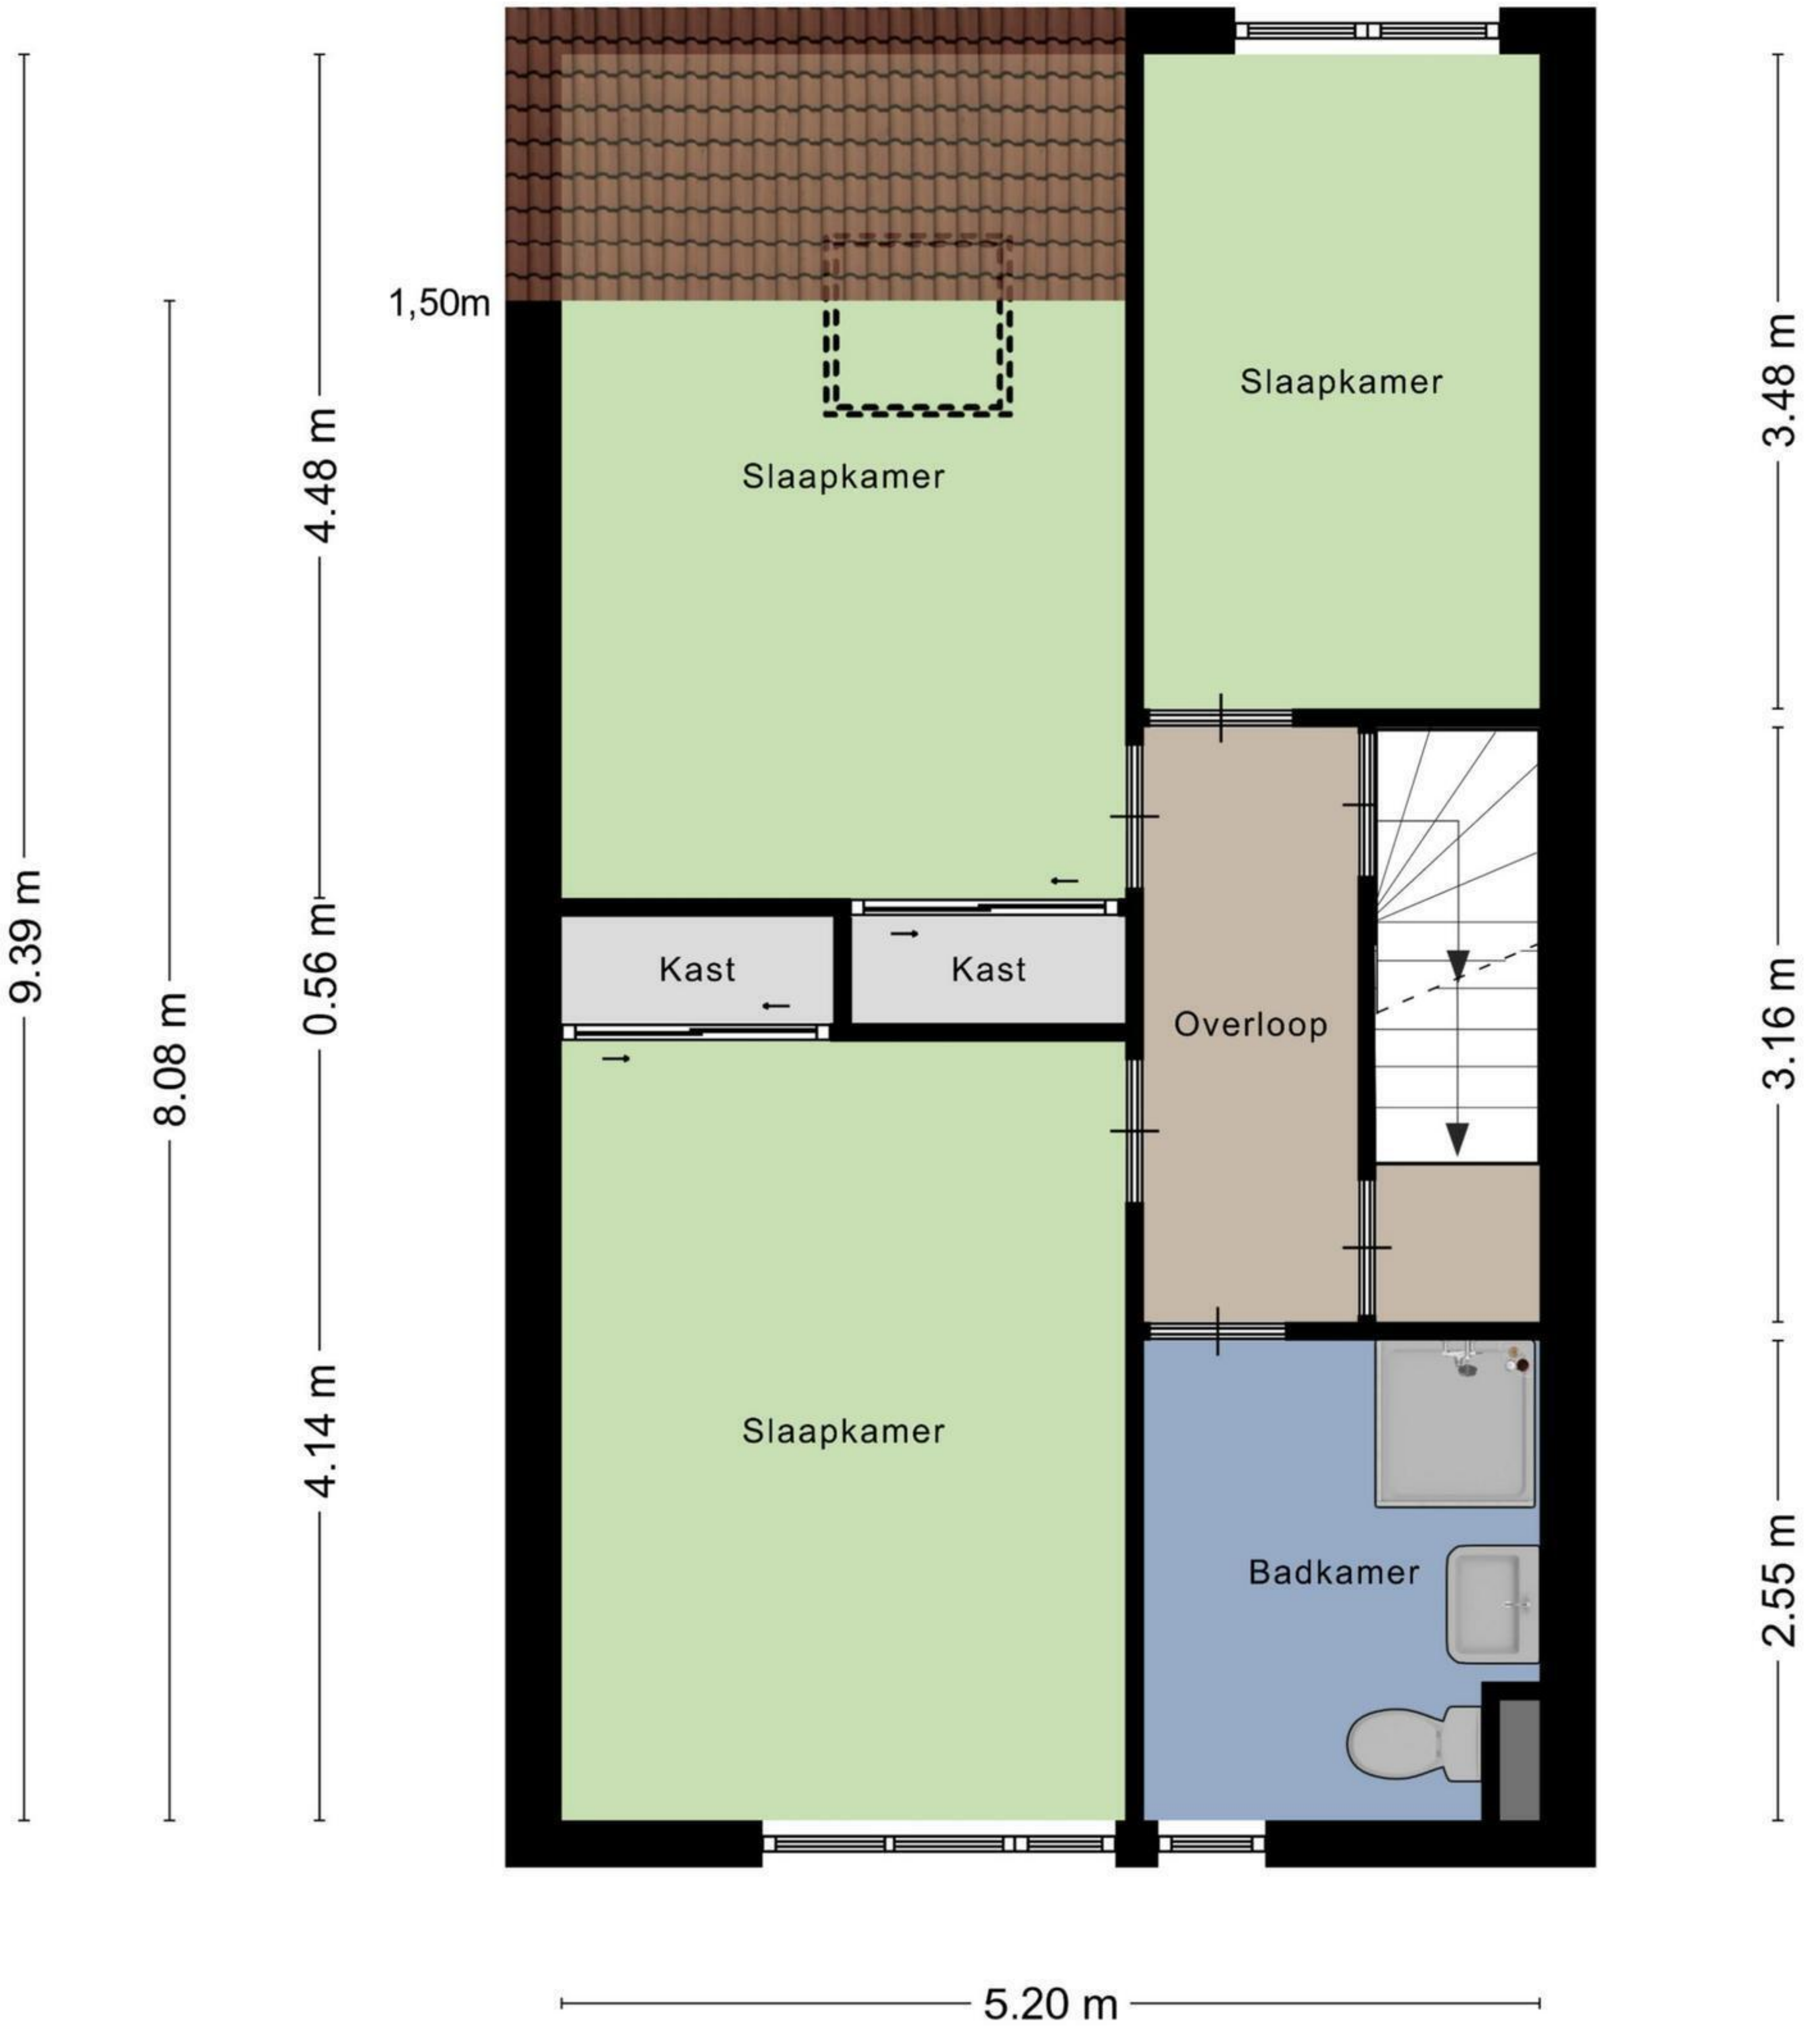 1,50m
Slaapkamer
Slaapkamer
3.48 m
4.48 m
9.39 m
8.08 m
0.56 m
Kast
Kast
Overloop
3.16 m
4.14 m
Slaapkamer
Badkamer
2.55 m
5.20 m